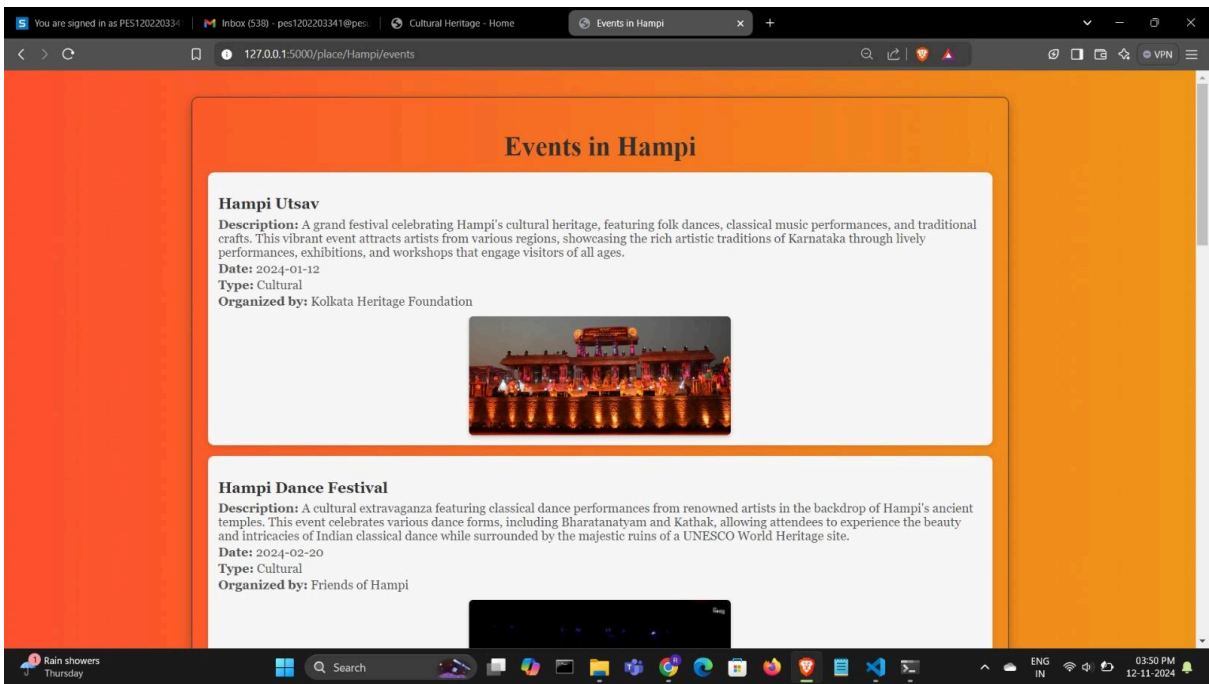 You are signed in as PES12022033
Inbox (538) - pes1202203341@pesu
Cultural Heritage - Home
Events in Hampi
127.0.0.1:5000/place/Hampi/events
VPN
Events in Hampi
Hampi Utsav
Description: A grand festival celebrating Hampi's cultural heritage, featuring folk dances, classical music performances, and traditional
crafts. This vibrant event attracts artists from various regions, showcasing the rich artistic traditions of Karnataka through lively
performances, exhibitions, and workshops that engage visitors of all ages.
Date: 2024-01-12
Type: Cultural
Organized by: Kolkata Heritage Foundation
Hampi Dance Festival
Description: A cultural extravaganza featuring classical dance performances from renowned artists in the backdrop of Hampi's ancient
temples. This event celebrates various dance forms, including Bharatanatyam and Kathak, allowing attendees to experience the beauty
and intricacies of Indian classical dance while surrounded by the majestic ruins of a UNESCO World Heritage site.
Date: 2024-02-20
Type: Cultural
Organized by: Friends of Hampi
1
Rain showers
Thursday
Search
ENG
IN
03:50 PM
12-11-2024